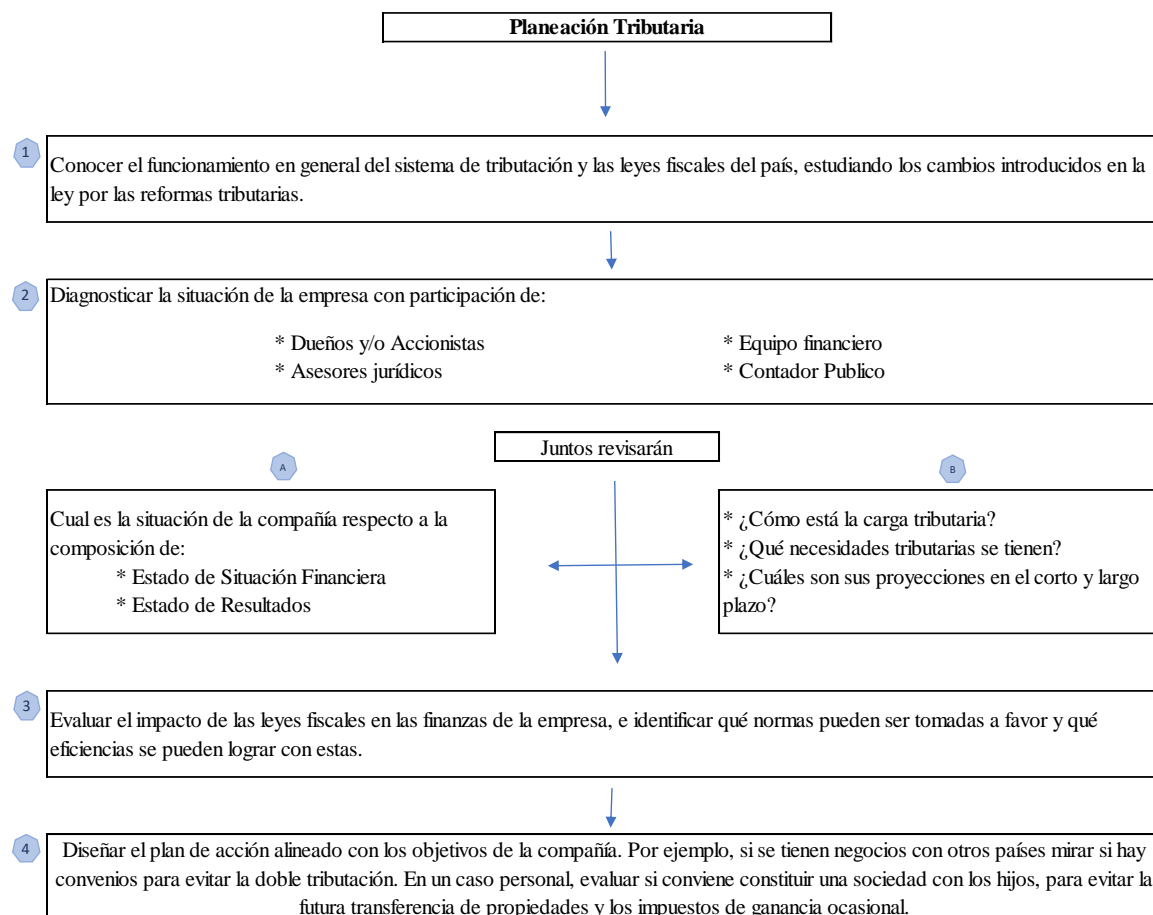 Planeación Tributaria
1
Conocer el funcionamiento en general del sistema de tributación y las leyes fiscales del país, estudiando los cambios introducidos en la
ley por las reformas tributarias.
2
Diagnosticar la situación de la empresa con participación de:
* Dueños y/o Accionistas
* Equipo financiero
* Asesores jurídicos
* Contador Publico
Juntos revisarán
A
Cual es la situación de la compañía respecto a la
composición de:
* Estado de Situación Financiera
* Estado de Resultados
B
* ¿Cómo está la carga tributaria?
* ¿Qué necesidades tributarias se tienen?
* ¿Cuáles son sus proyecciones en el corto y largo
plazo?
3
Evaluar el impacto de las leyes fiscales en las finanzas de la empresa, e identificar qué normas pueden ser tomadas a favor y qué
eficiencias se pueden lograr con estas.
4
Diseñar el plan de acción alineado con los objetivos de la compañía. Por ejemplo, si se tienen negocios con otros países mirar si hay
convenios para evitar la doble tributación. En un caso personal, evaluar si conviene constituir una sociedad con los hijos, para evitar la
futura transferencia de propiedades y los impuestos de ganancia ocasional.